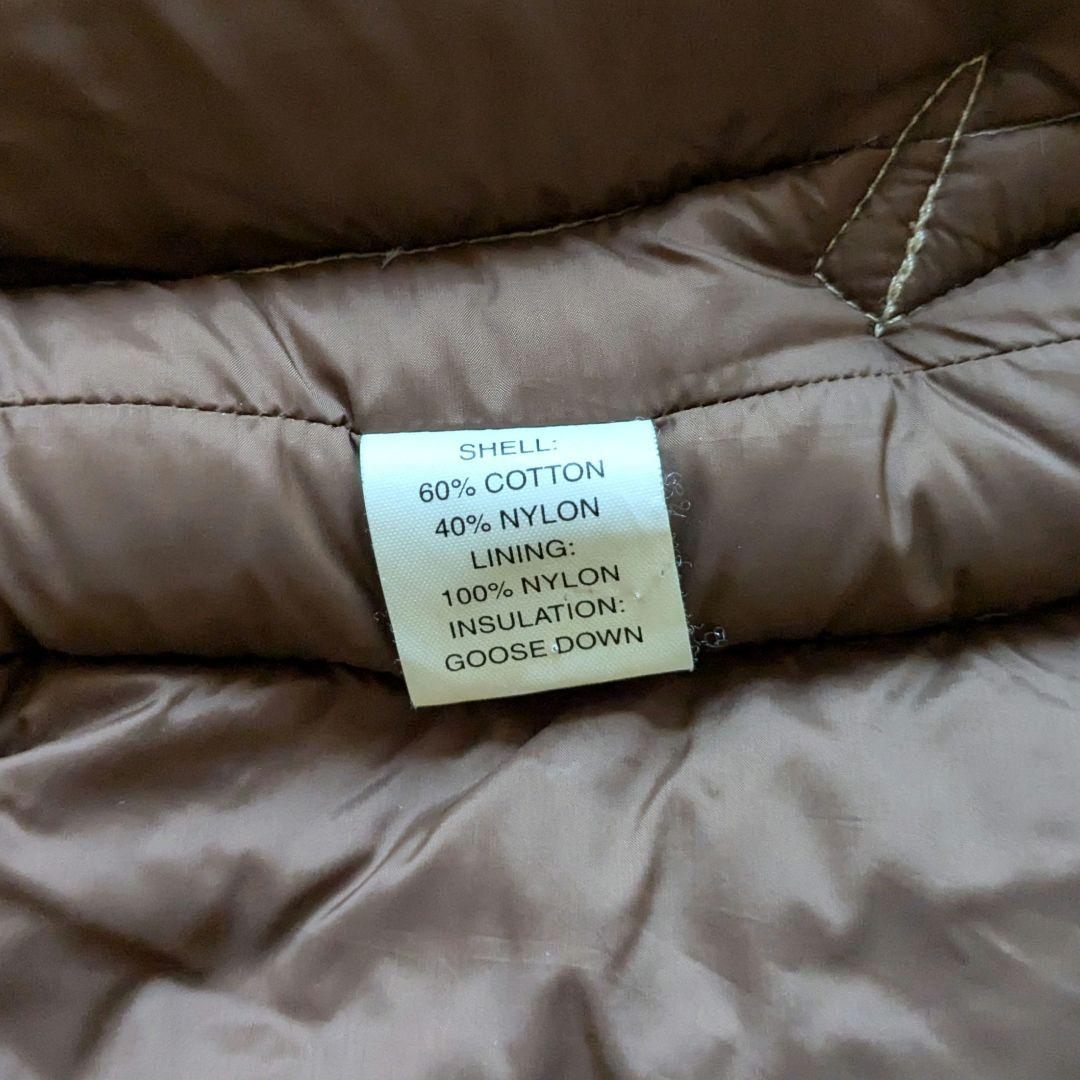 SHELL:
60% COTTON
40% NYLON
LINING:
100% NYLON
INSULATION:
GOOSE DOWN